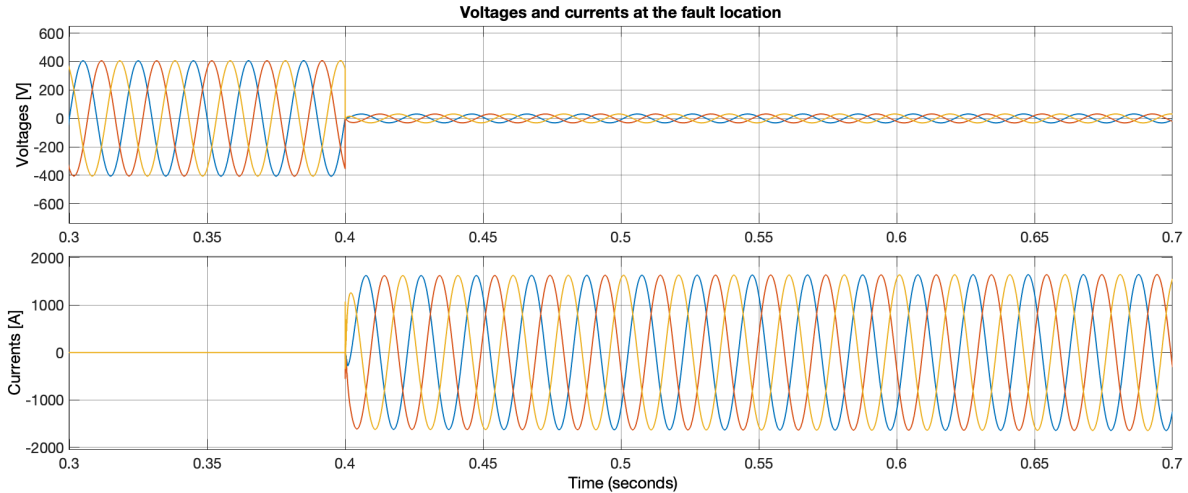 Voltages and currents at the fault location
Voltages [V]
600
400
200
0
-200
-400
-600
0.3 0.35 0.4 0.45 0.5 0.55 0.6 0.65 0.7
Currents [A]
2000
1000
0
-1000
-2000
0.3 0.35 0.4 0.45 0.5 0.55 0.6 0.65 0.7
Time (seconds)